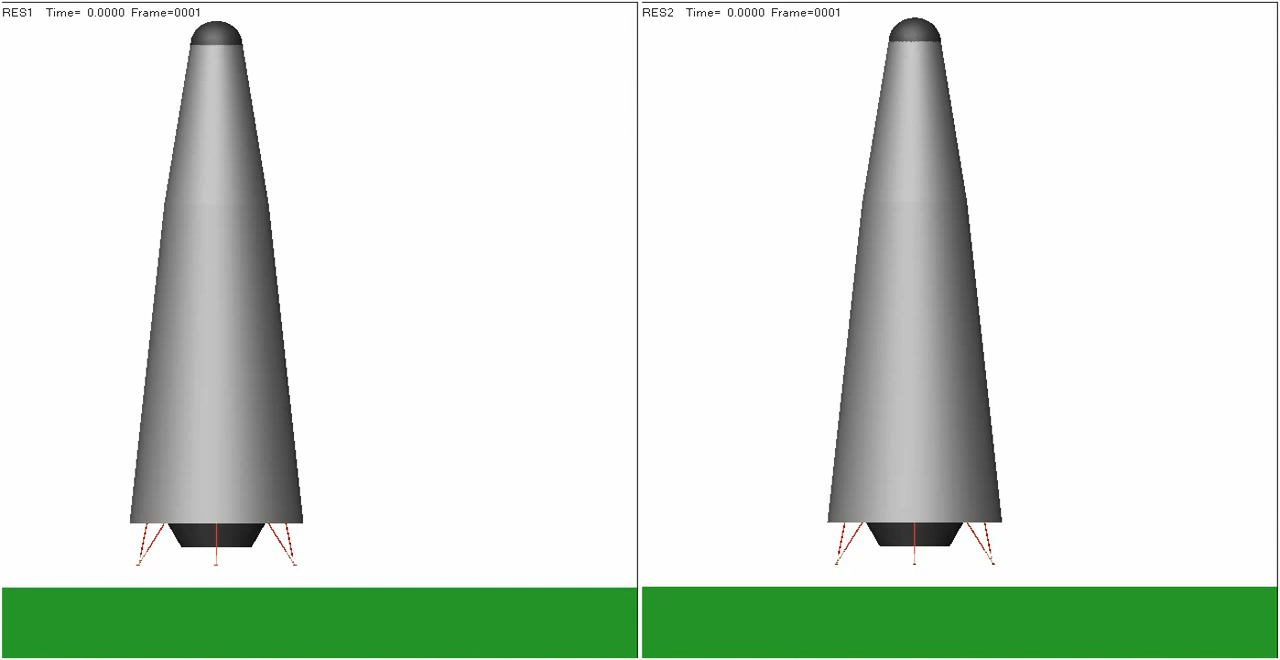 RES1 Time= 0.0000 Frame=0001
RES2 Time= 0.0000 Frame=0001